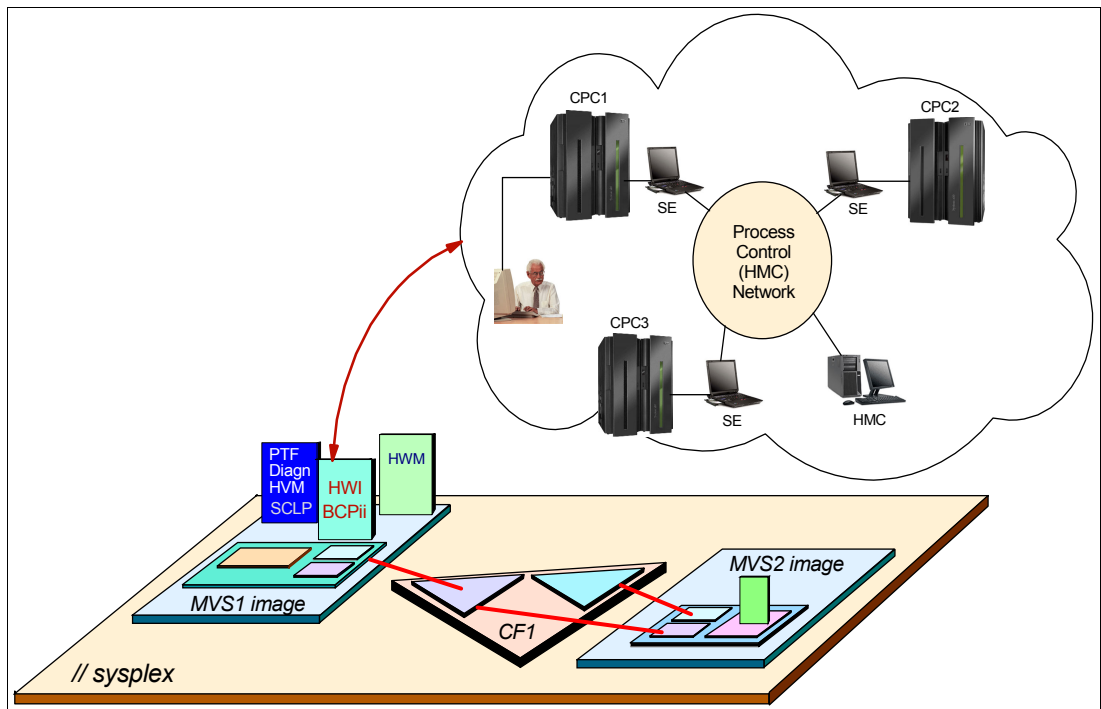 CPC1
CPC2
SE
SE
Process
Control
(HMC)
Network
CPC3
SE
HMC
PTF
Diagn
HVM
SCLP
HWI
BCPii
HWM
MVS1 image
MVS2 image
CF1
// sysplex